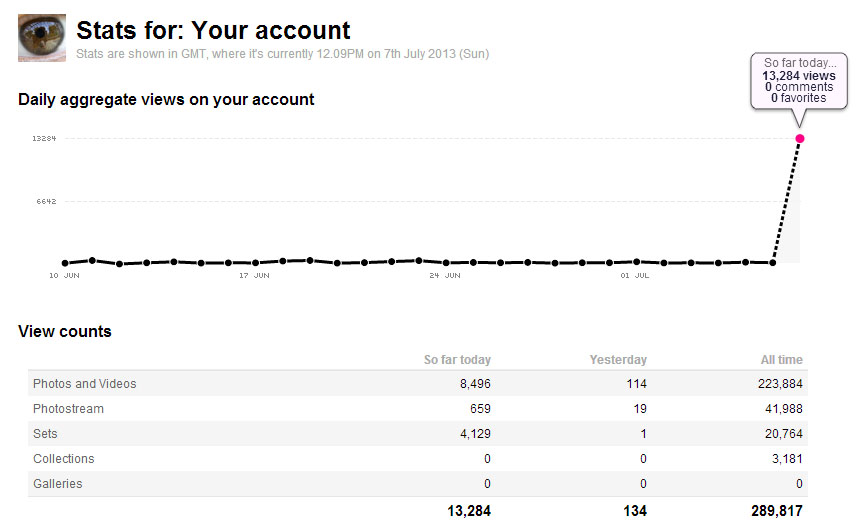 Stats for: Your account
Stats are shown in GMT, where it's currently 12.09PM on 7th July 2013 (Sun)
So far today...
13,284 views
0 comments
0 favorites
Daily aggregate views on your account
13284
6642
10 JUN 17 JUN 24 JUN 01 JUL
View counts
So far today Yesterday All time
Photos and Videos 8,496 114 223,884
Photostream 659 19 41,988
Sets 4,129 1 20,764
Collections 0 0 3,181
Galleries 0 0 0
13,284 134 289,817